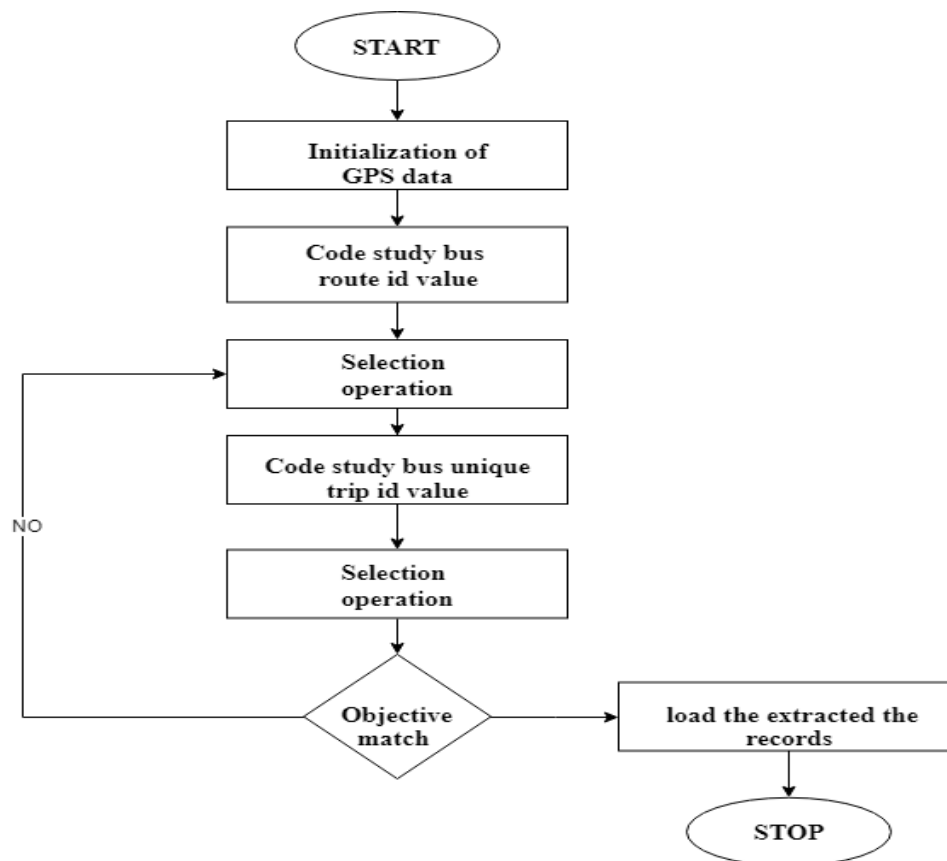 START
Initialization of
GPS data
Code study bus
route id value
Selection
operation
Code study bus unique
trip id value
NO
Selection
operation
Objective
match
load the extracted the
records
STOP